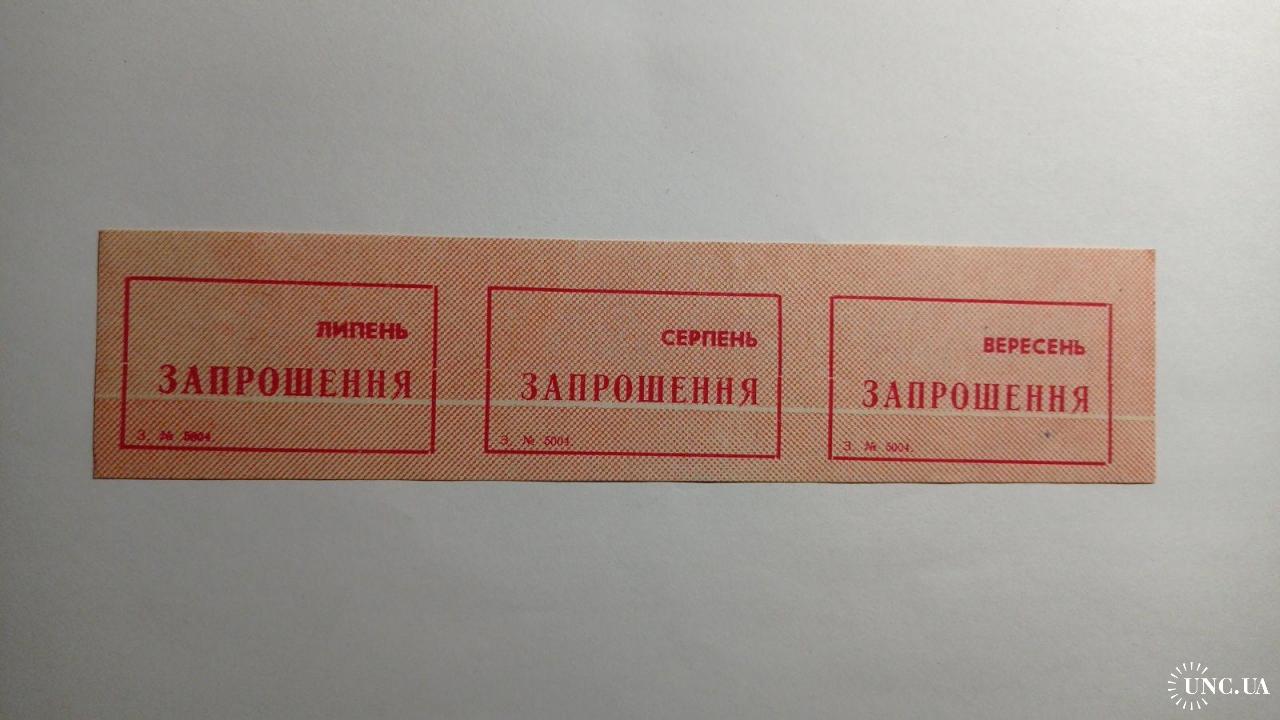 ЛИПЕНЬ
ЗАПРОШЕННЯ
З. № 5004.
СЕРПЕНЬ
ЗАПРОШЕННЯ
З. № 5004.
ВЕРЕСЕНЬ
ЗАПРОШЕННЯ
З. № 5004.
UNC.UA